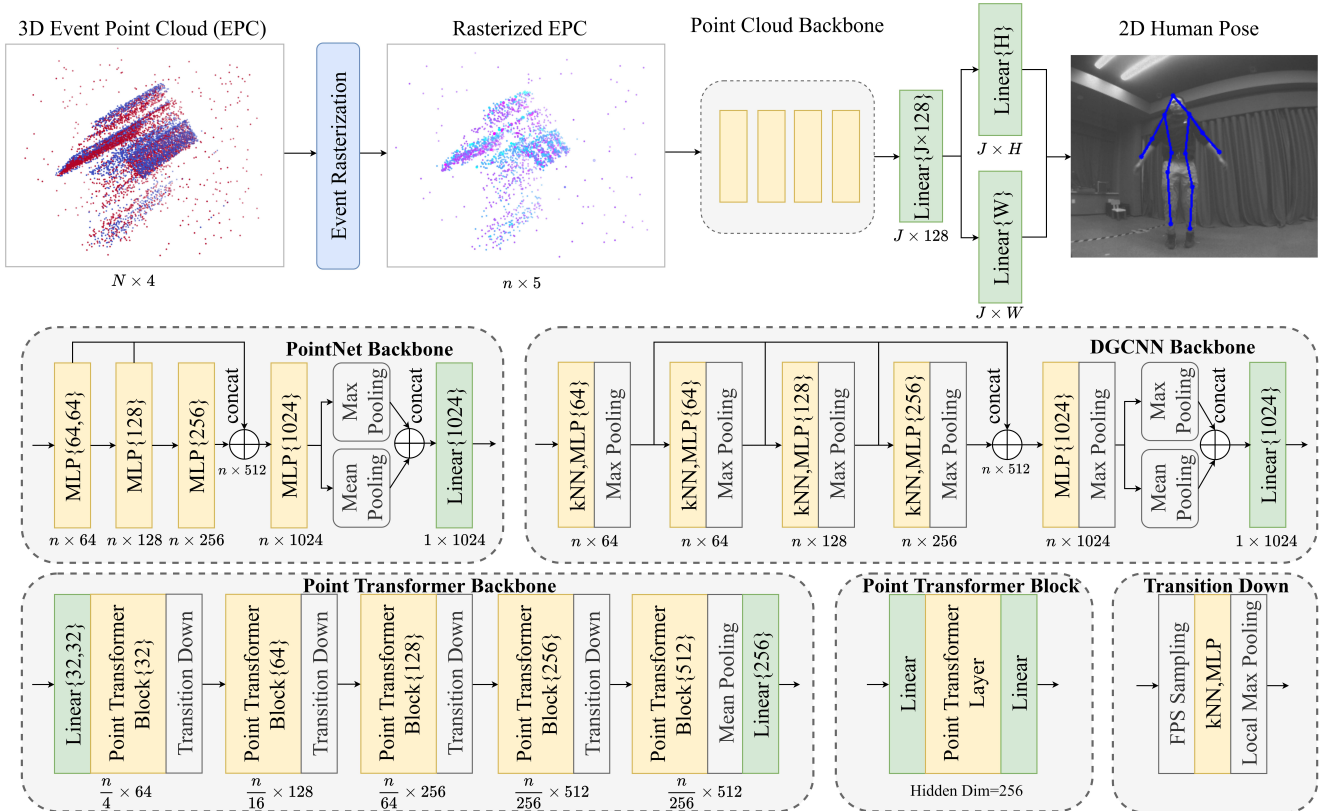 3D Event Point Cloud (EPC)
Rasterized EPC
Point Cloud Backbone
2D Human Pose
Event Rasterization
Linear{J×128}
Linear{H}
Linear{W}
N × 4
n × 5
J × 128
J × H
J × W
PointNet Backbone
MLP{64,64}
MLP{128}
MLP{256}
concat
n × 512
MLP{1024}
Max
Pooling
Mean
Pooling
concat
Linear{1024}
n × 64
n × 128
n × 256
n × 1024
1 × 1024
DGCNN Backbone
kNN,MLP{64}
Max Pooling
kNN,MLP{64}
Max Pooling
kNN,MLP{128}
Max Pooling
kNN,MLP{256}
Max Pooling
concat
n × 512
MLP{1024}
Max Pooling
Max
Pooling
Mean
Pooling
concat
Linear{1024}
n × 64
n × 64
n × 128
n × 256
n × 1024
1 × 1024
Point Transformer Backbone
Linear{32,32}
Point Transformer
Block{32}
Transition Down
Point Transformer
Block{64}
Transition Down
Point Transformer
Block{128}
Transition Down
Point Transformer
Block{256}
Transition Down
Point Transformer
Block{512}
Mean Pooling
Linear{256}
n/4 × 64
n/16 × 128
n/64 × 256
n/256 × 512
n/256 × 512
Point Transformer Block
Linear
Point Transformer
Layer
Linear
Hidden Dim=256
Transition Down
FPS Sampling
kNN,MLP
Local Max Pooling